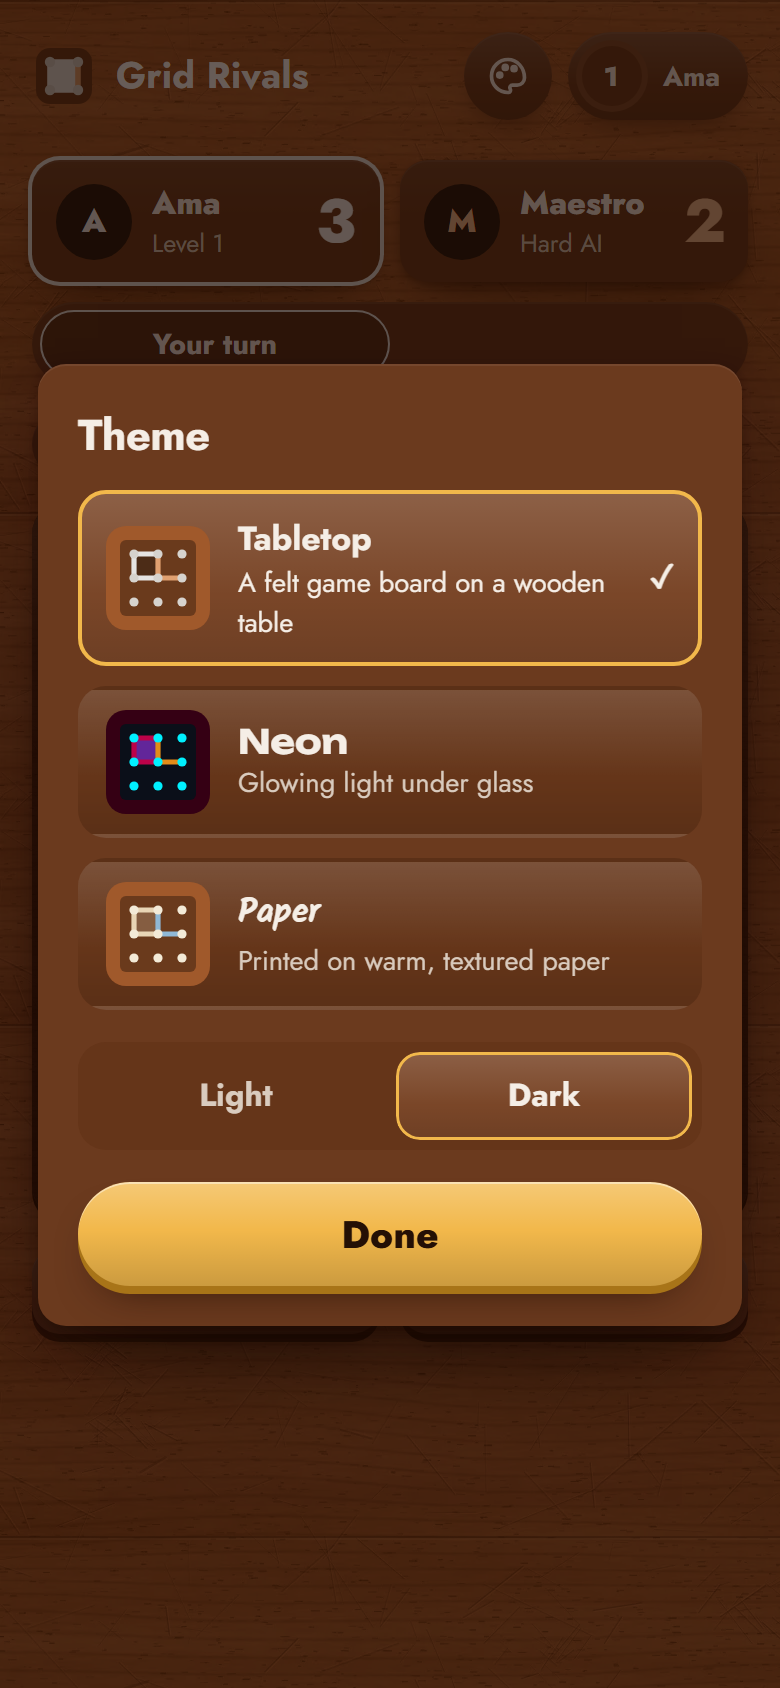 Grid Rivals
1 Ama
A Ama 3
Level 1
M Maestro 2
Hard AI
Your turn
Theme
Tabletop
A felt game board on a wooden
table
Neon
Glowing light under glass
Paper
Printed on warm, textured paper
Light Dark
Done